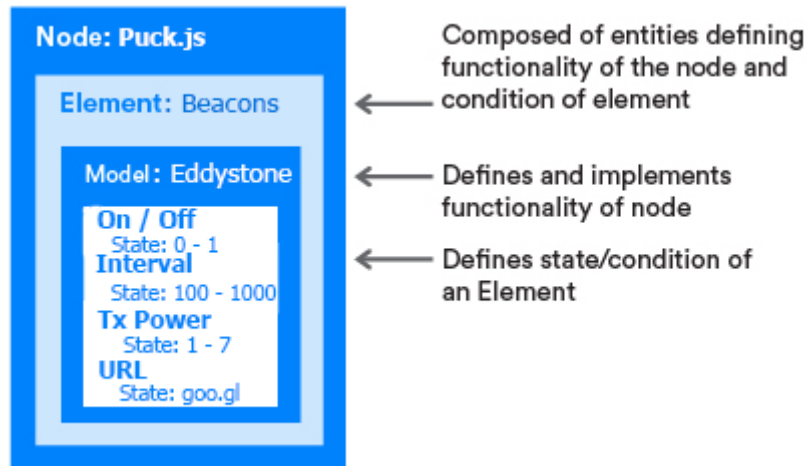 Node: Puck.js
Element: Beacons
Model: Eddystone
On / Off
State: 0 - 1
Interval
State: 100 - 1000
Tx Power
State: 1 - 7
URL
State: goo.gl
Composed of entities defining
functionality of the node and
condition of element
Defines and implements
functionality of node
Defines state/condition of
an Element